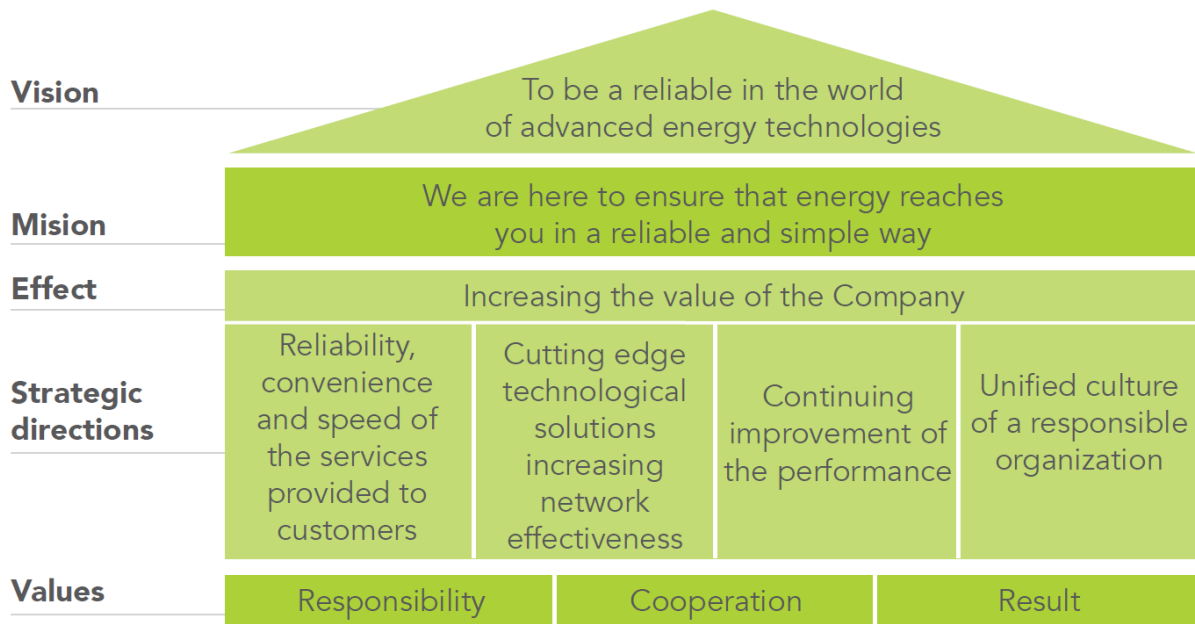 Vision
To be a reliable in the world
of advanced energy technologies
Mision
We are here to ensure that energy reaches
you in a reliable and simple way
Effect
Increasing the value of the Company
Strategic
directions
Reliability,
convenience
and speed of
the services
provided to
customers
Cutting edge
technological
solutions
increasing
network
effectiveness
Continuing
improvement of
the performance
Unified culture
of a responsible
organization
Values
Responsibility
Cooperation
Result